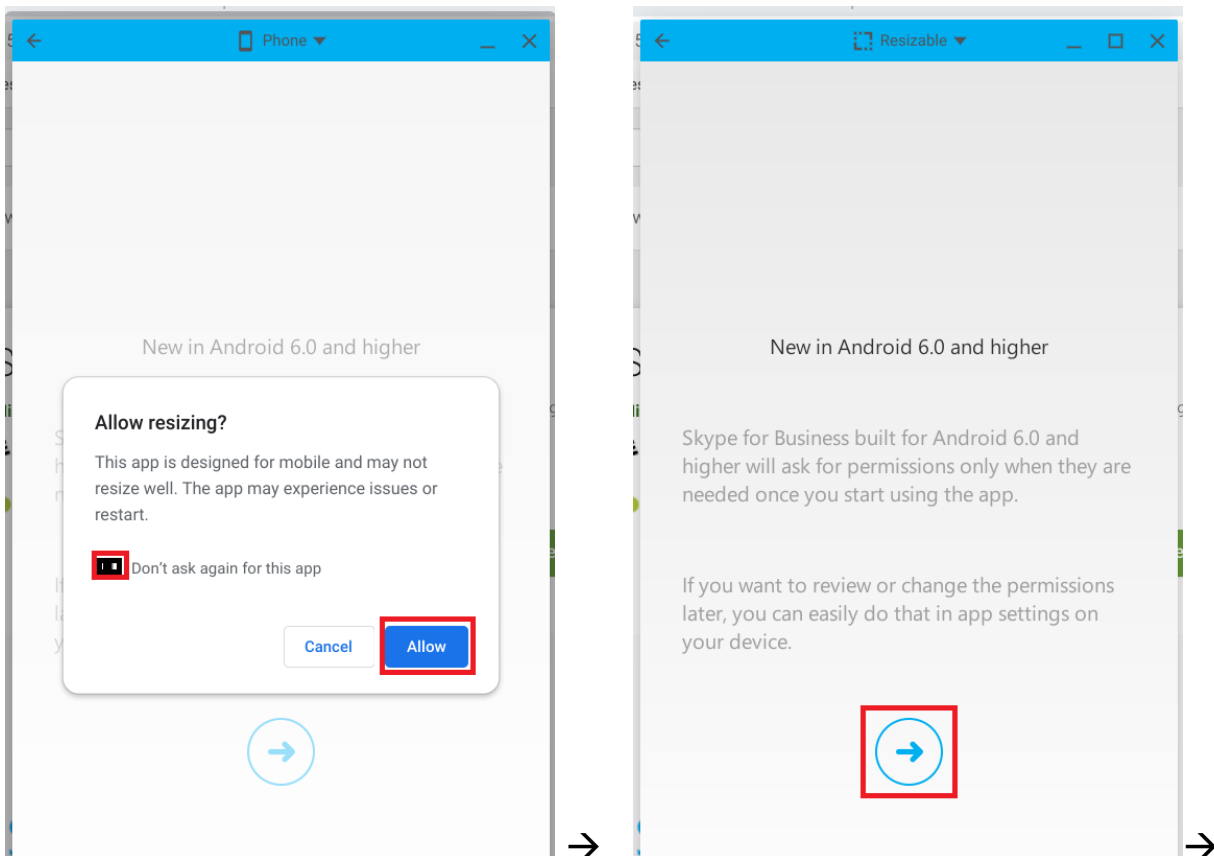 Phone
New in Android 6.0 and higher
Allow resizing?
This app is designed for mobile and may not
resize well. The app may experience issues or
restart.
Don't ask again for this app
Cancel
Allow
Resizable
New in Android 6.0 and higher
Skype for Business built for Android 6.0 and
higher will ask for permissions only when they are
needed once you start using the app.
If you want to review or change the permissions
later, you can easily do that in app settings on
your device.